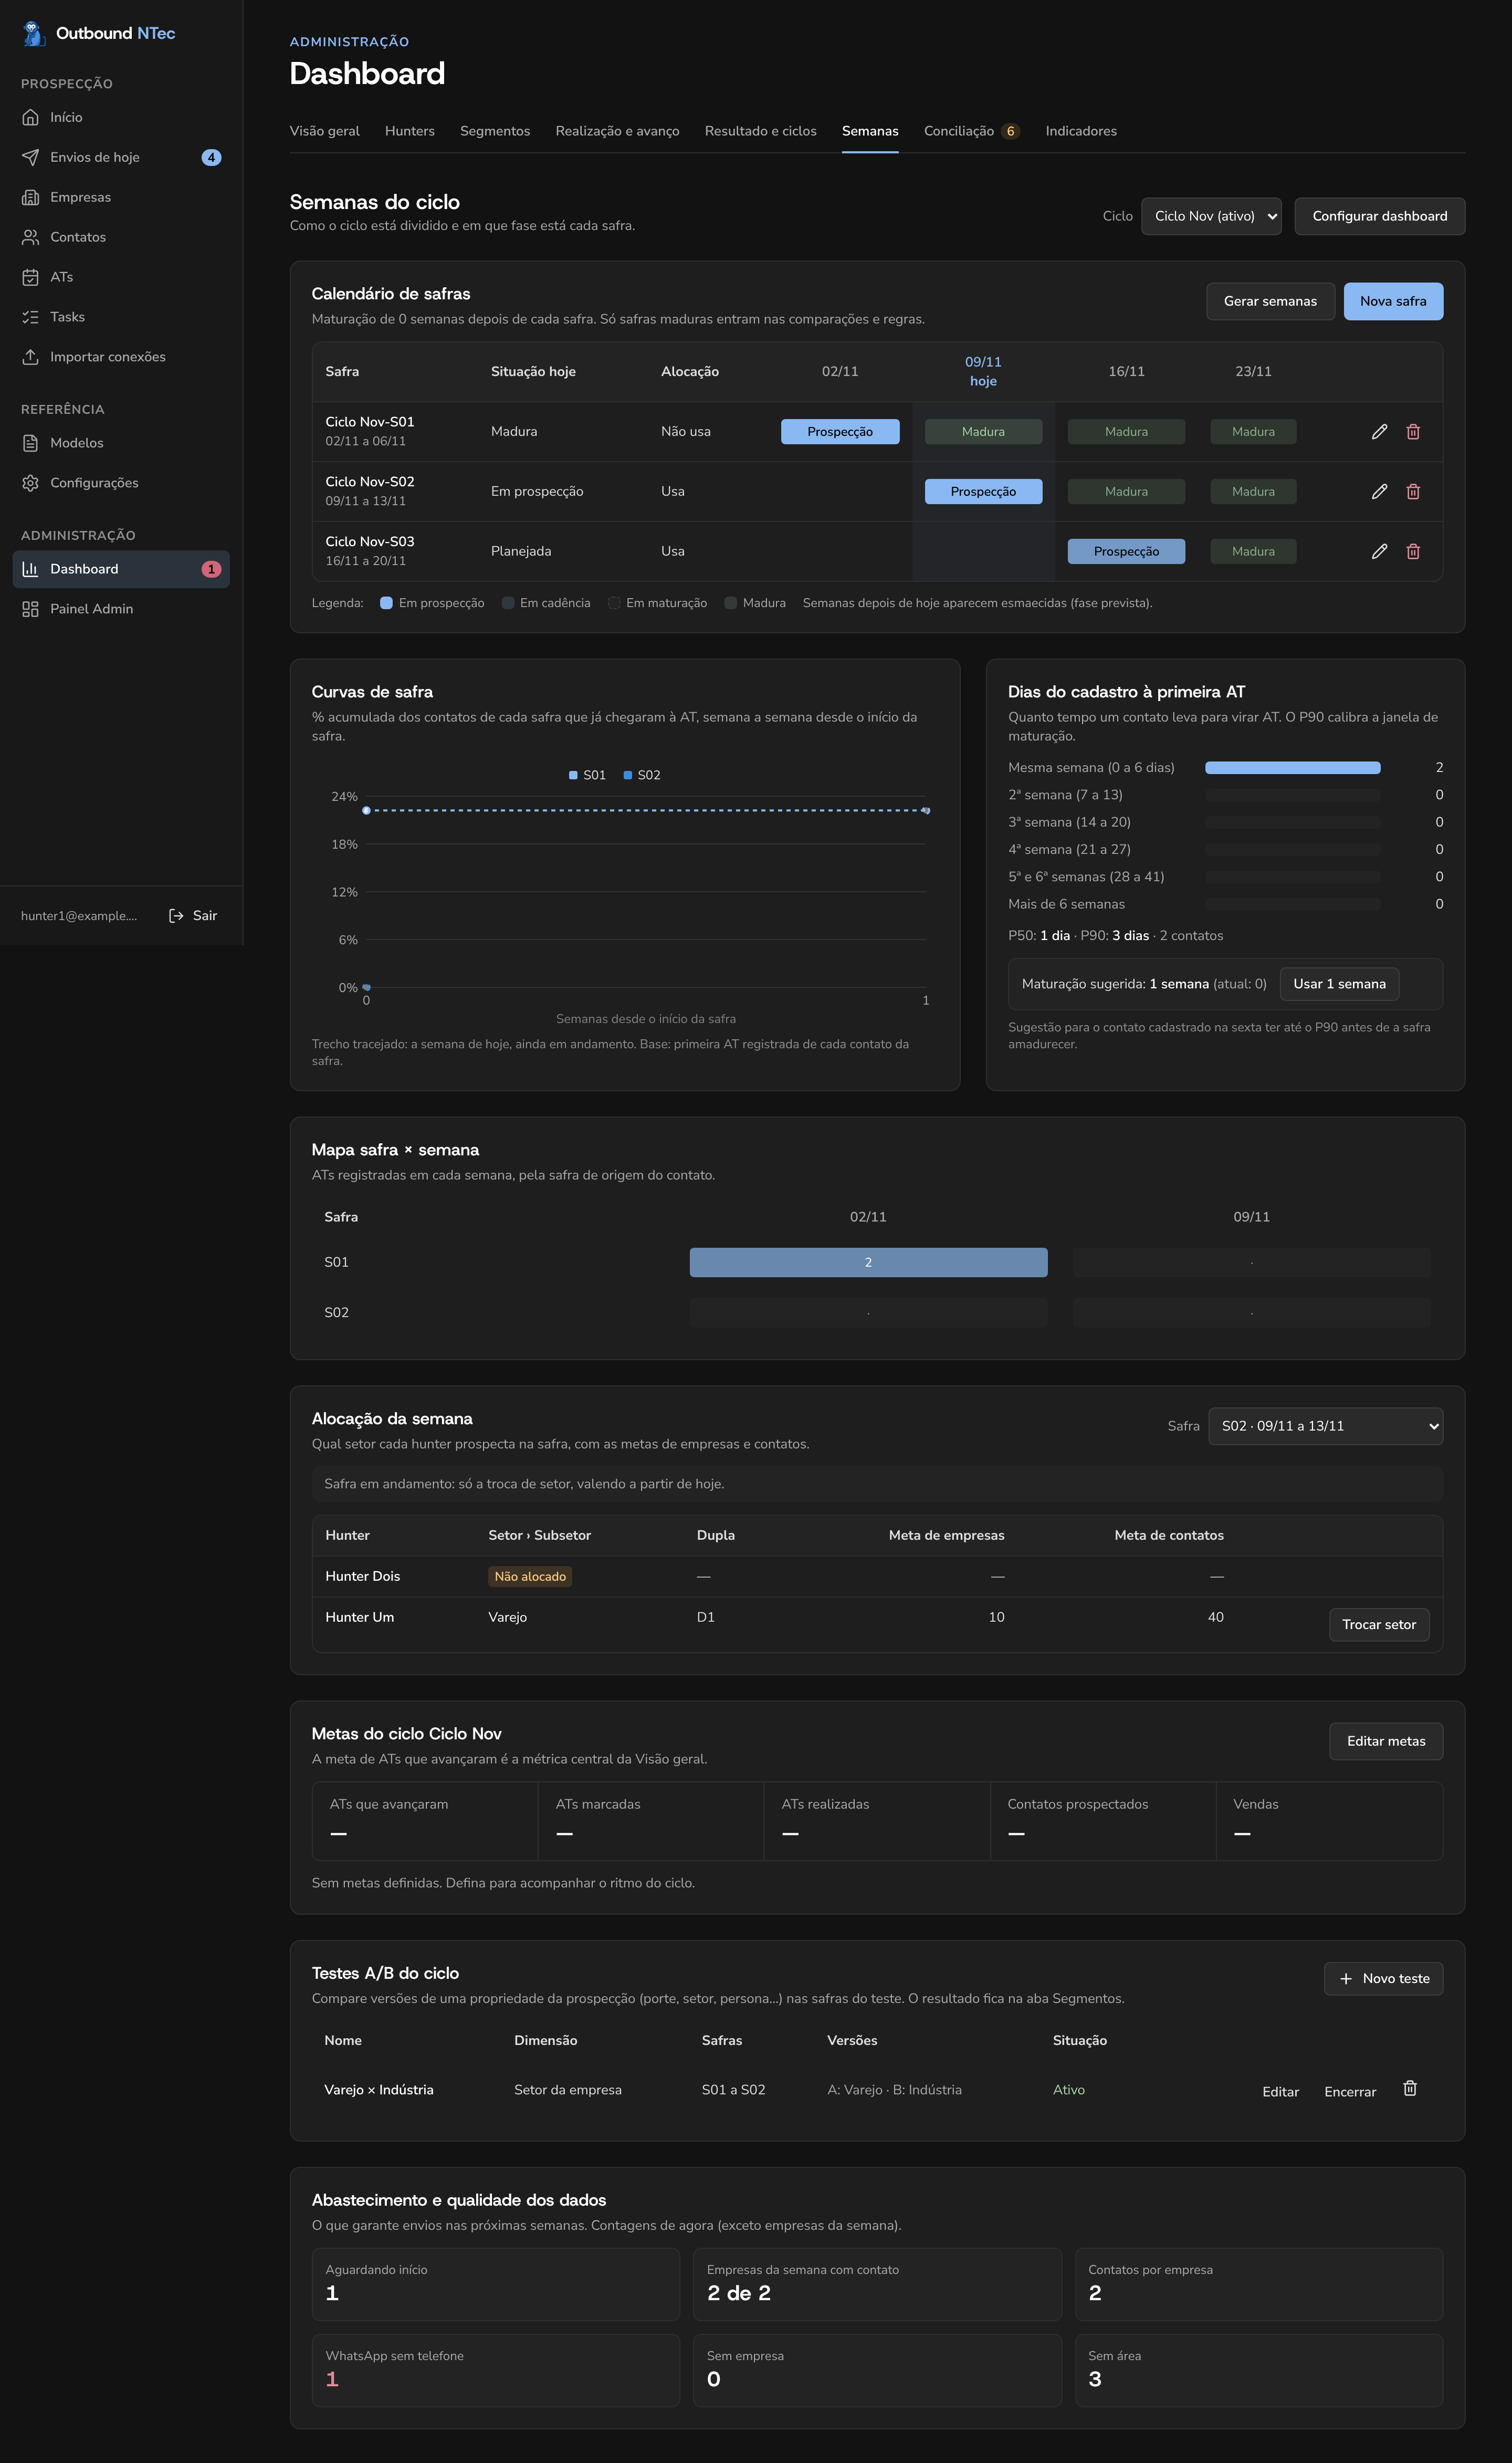 Outbound NTec
PROSPECÇÃO
Início
Envios de hoje 4
Empresas
Contatos
ATs
Tasks
Importar conexões
REFERÊNCIA
Modelos
Configurações
ADMINISTRAÇÃO
Dashboard 1
Painel Admin
hunter1@example.... Sair
ADMINISTRAÇÃO
Dashboard
Visão geral Hunters Segmentos Realização e avanço Resultado e ciclos Semanas Conciliação 6 Indicadores
Semanas do ciclo
Como o ciclo está dividido e em que fase está cada safra.
Ciclo Ciclo Nov (ativo) Configurar dashboard
Calendário de safras
Maturação de 0 semanas depois de cada safra. Só safras maduras entram nas comparações e regras.
Gerar semanas Nova safra
Safra Situação hoje Alocação 02/11 09/11 hoje 16/11 23/11
Ciclo Nov-S01
02/11 a 06/11
Madura Não usa Prospecção Madura Madura Madura
Ciclo Nov-S02
09/11 a 13/11
Em prospecção Usa Prospecção Madura Madura
Ciclo Nov-S03
16/11 a 20/11
Planejada Usa Prospecção Madura
Legenda: Em prospecção Em cadência Em maturação Madura Semanas depois de hoje aparecem esmaecidas (fase prevista).
Curvas de safra
% acumulada dos contatos de cada safra que já chegaram à AT, semana a semana desde o início da
safra.
S01 S02
24%
18%
12%
6%
0%
0 1
Semanas desde o início da safra
Trecho tracejado: a semana de hoje, ainda em andamento. Base: primeira AT registrada de cada contato da
safra.
Dias do cadastro à primeira AT
Quanto tempo um contato leva para virar AT. O P90 calibra a janela de
maturação.
Mesma semana (0 a 6 dias) 2
2ª semana (7 a 13) 0
3ª semana (14 a 20) 0
4ª semana (21 a 27) 0
5ª e 6ª semanas (28 a 41) 0
Mais de 6 semanas 0
P50: 1 dia · P90: 3 dias · 2 contatos
Maturação sugerida: 1 semana (atual: 0) Usar 1 semana
Sugestão para o contato cadastrado na sexta ter até o P90 antes de a safra
amadurecer.
Mapa safra × semana
ATs registradas em cada semana, pela safra de origem do contato.
Safra 02/11 09/11
S01 2 ·
S02 · ·
Alocação da semana
Qual setor cada hunter prospecta na safra, com as metas de empresas e contatos.
Safra S02 · 09/11 a 13/11
Safra em andamento: só a troca de setor, valendo a partir de hoje.
Hunter Setor › Subsetor Dupla Meta de empresas Meta de contatos
Hunter Dois Não alocado — — —
Hunter Um Varejo D1 10 40 Trocar setor
Metas do ciclo Ciclo Nov
A meta de ATs que avançaram é a métrica central da Visão geral.
Editar metas
ATs que avançaram ATs marcadas ATs realizadas Contatos prospectados Vendas
— — — — —
Sem metas definidas. Defina para acompanhar o ritmo do ciclo.
Testes A/B do ciclo
Compare versões de uma propriedade da prospecção (porte, setor, persona...) nas safras do teste. O resultado fica na aba Segmentos.
+ Novo teste
Nome Dimensão Safras Versões Situação
Varejo × Indústria Setor da empresa S01 a S02 A: Varejo · B: Indústria Ativo Editar Encerrar
Abastecimento e qualidade dos dados
O que garante envios nas próximas semanas. Contagens de agora (exceto empresas da semana).
Aguardando início Empresas da semana com contato Contatos por empresa
1 2 de 2 2
WhatsApp sem telefone Sem empresa Sem área
1 0 3